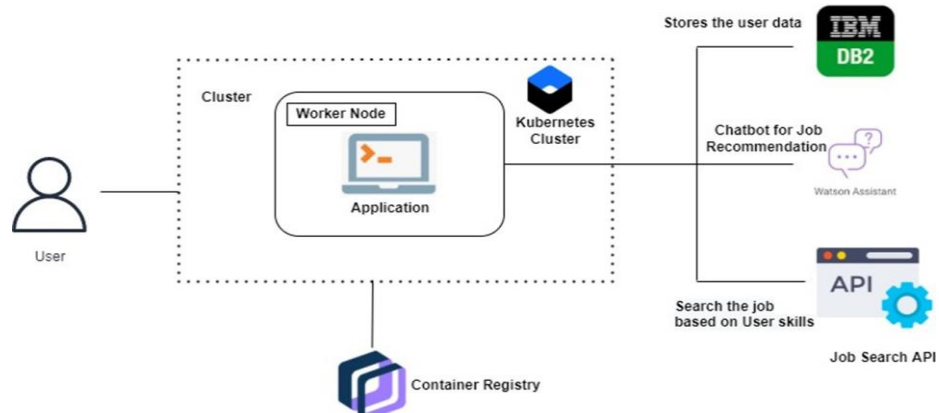 Stores the user data
IBM
DB2
Cluster
Worker Node
Kubernetes
Cluster
Application
Chatbot for Job
Recommendation
?
Watson Assistant
User
API
Search the job
based on User skills
Job Search API
Container Registry